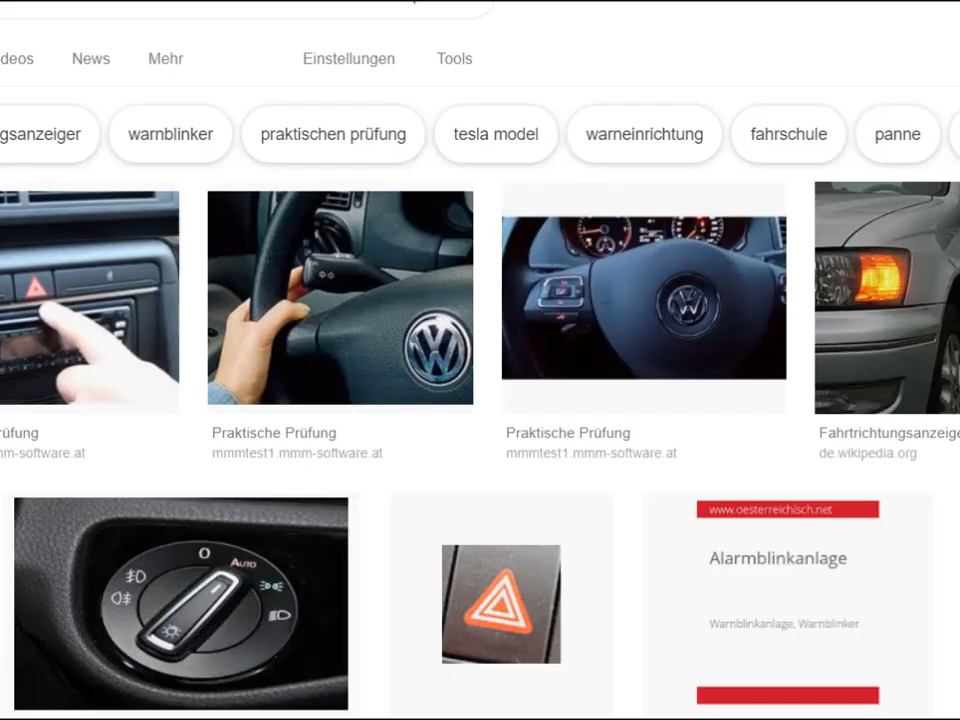 deos News Mehr Einstellungen Tools
gsanzeiger warnblinker praktischen prüfung tesla model warneinrichtung fahrschule panne
rüfung Praktische Prüfung Praktische Prüfung Fahrtrichtungsanzeige
m-software.at mmmtest1.mmm-software.at mmmtest1.mmm-software.at de.wikipedia.org
O
AUTO
www.oesterreichisch.net
Alarmblinkanlage
Warnblinkanlage, Warnblinker